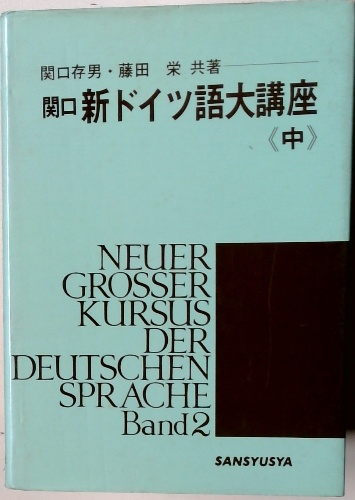 関口存男・藤田 栄 共著
関口 新ドイツ語大講座
《中》
NEUER
GROSSER
KURSUS
DER
DEUTSCHEN
SPRACHE
Band 2
SANSYUSYA